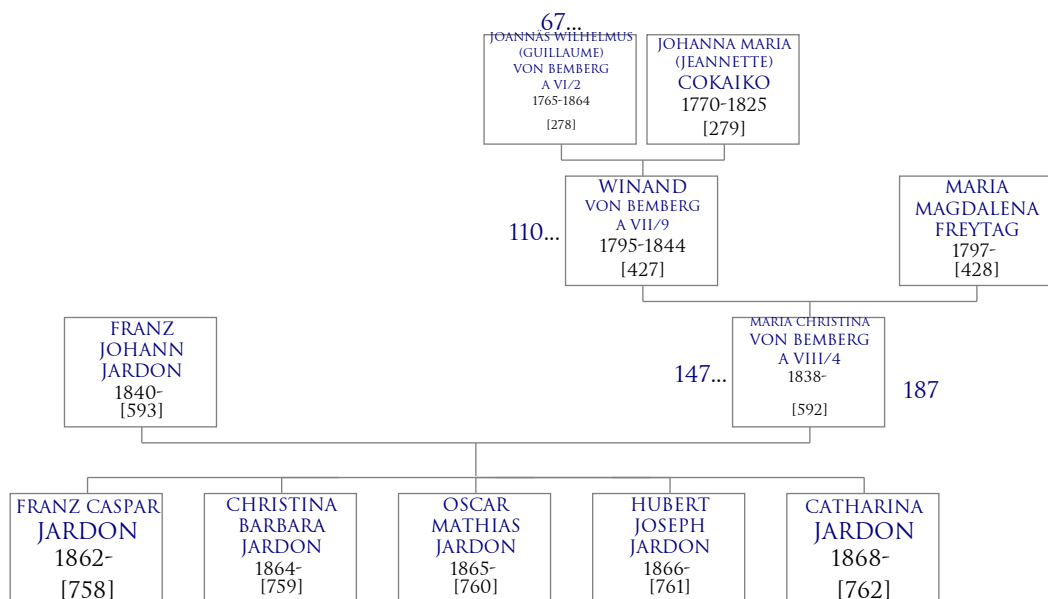 67...
JOANNÄS WILHELMUS
(GUILLAUME)
VON BEMBERG
A VI/2
1765-1864
[278]
JOHANNA MARIA
(JEANNETTE)
COKAIKO
1770-1825
[279]
110...
WINAND
VON BEMBERG
A VII/9
1795-1844
[427]
MARIA
MAGDALENA
FREYTAG
1797-
[428]
FRANZ
JOHANN
JARDON
1840-
[593]
147...
MARIA CHRISTINA
VON BEMBERG
A VIII/4
1838-
[592]
187
FRANZ CASPAR
JARDON
1862-
[758]
CHRISTINA
BARBARA
JARDON
1864-
[759]
OSCAR
MATHIAS
JARDON
1865-
[760]
HUBERT
JOSEPH
JARDON
1866-
[761]
CATHARINA
JARDON
1868-
[762]